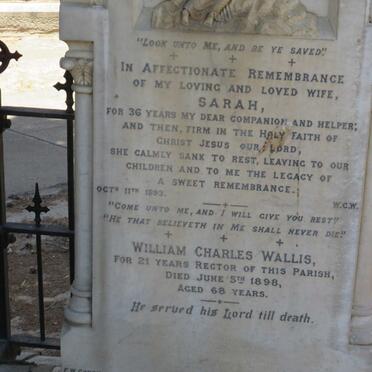 "Look unto Me, and be ye saved."
In Affectionate Remembrance
of my loving and loved wife,
SARAH,
for 36 years my dear companion and helper;
and then, firm in the Holy faith of
Christ Jesus our Lord,
she calmly sank to rest, leaving to our
children and to me the legacy of
a sweet remembrance.
Octr 11th 1893. W.C.W.
"Come unto me, and I will give you rest."
"He that believeth in Me shall never die."
William Charles Wallis,
for 21 years Rector of this Parish,
Died June 5th 1898,
aged 68 years.
He served his Lord till death.